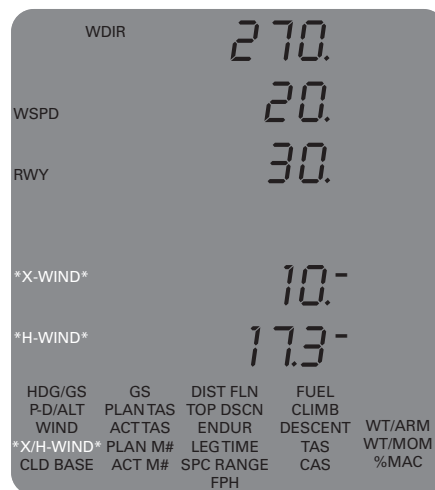 WDIR 270.
WSPD 20.
RWY 30.
*X-WIND* 10.-
*H-WIND* 17.3-
HDG/GS GS DIST FLN FUEL
P-D/ALT PLAN TAS TOP DSCN CLIMB
WIND ACT TAS ENDUR DESCENT WT/ARM
*X/H-WIND* PLAN M# LEG TIME TAS WT/MOM
CLD BASE ACT M# SPC RANGE CAS %MAC
FPH